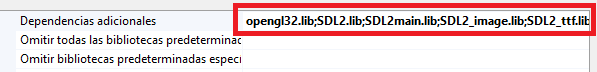 Dependencias adicionales opengl32.lib;SDL2.lib;SDL2main.lib;SDL2_image.lib;SDL2_ttf.lib
Omitir todas las bibliotecas predeterminad
Omitir bibliotecas predeterminadas especi